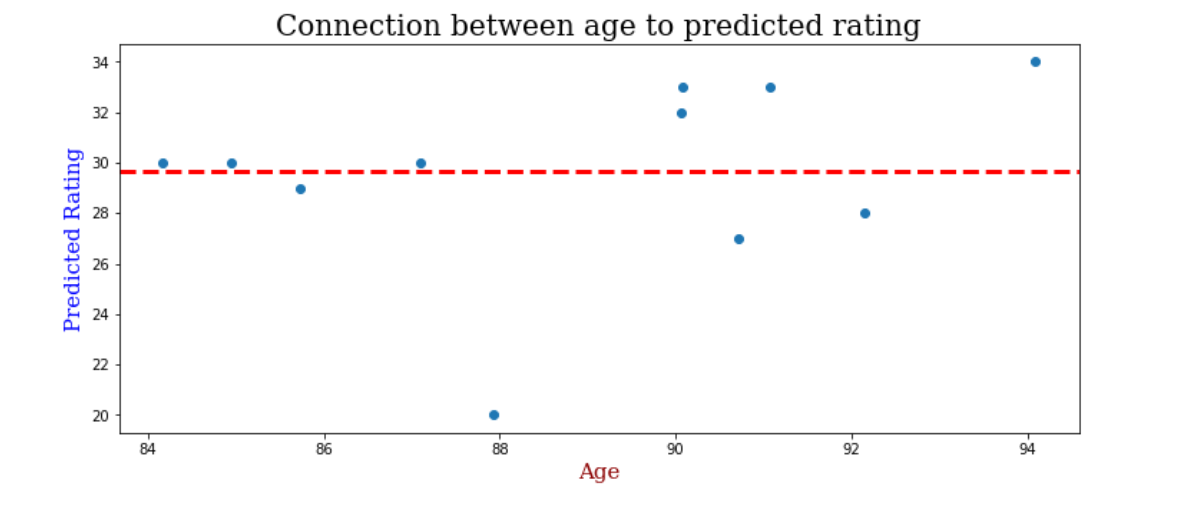 Connection between age to predicted rating
34
32
30
28
26
24
22
20
Predicted Rating
84 86 88 90 92 94
Age